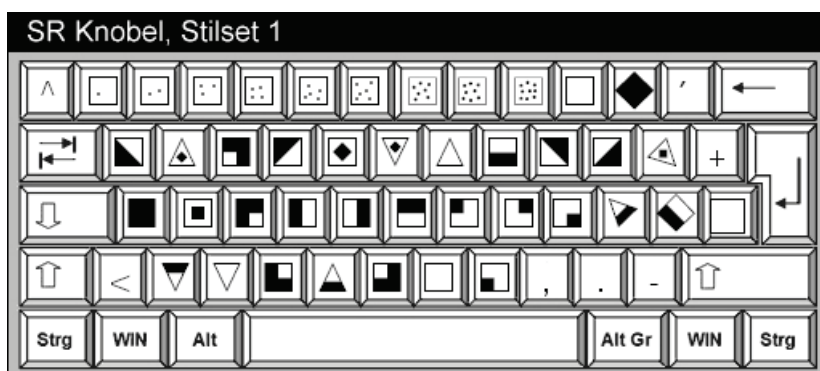 SR Knobel, Stilset 1
^ ′
+
< , . -
Strg WIN Alt Alt Gr WIN Strg